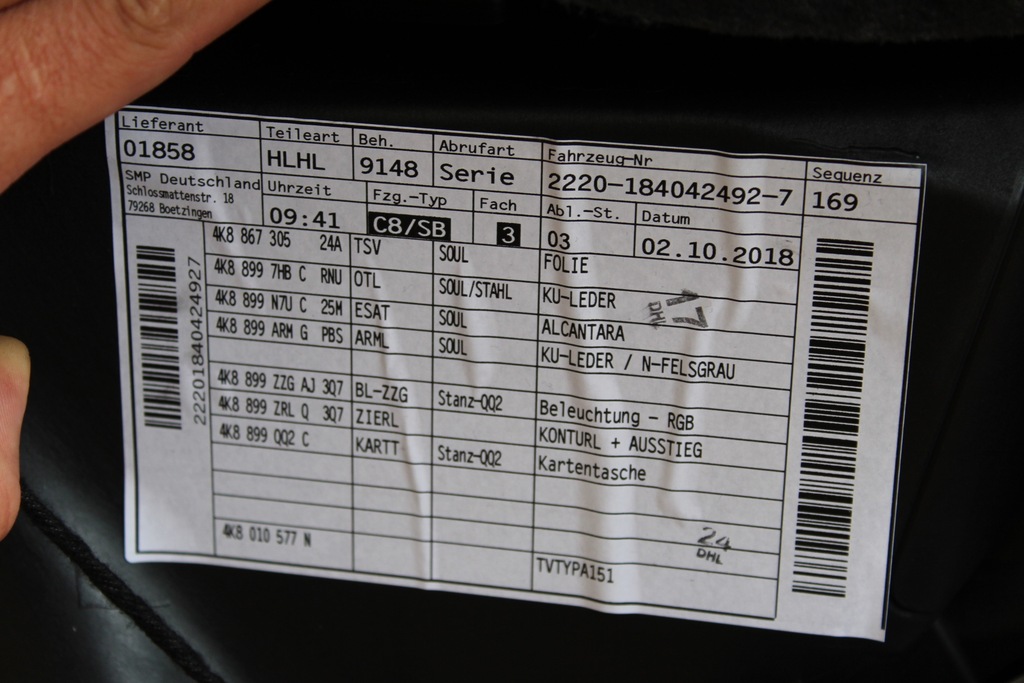 Lieferant Teileart Beh. Abrufart Fahrzeug-Nr Sequenz
01858 HLHL 9148 Serie 2220-184042492-7 169
SMP Deutschland
Schlossmattenstr. 18
79268 Boetzingen
Uhrzeit Fzg.-Typ Fach Abl.-St. Datum
09:41 C8/SB 3 03 02.10.2018
4K8 867 305 24A TSV SOUL FOLIE
4K8 899 7HB C RNU OTL SOUL/STAHL KU-LEDER
4K8 899 N7U C 25M ESAT SOUL ALCANTARA
4K8 899 ARM G PBS ARML SOUL KU-LEDER / N-FELSGRAU
4K8 899 ZZG AJ 3Q7 BL-ZZG Stanz-QQ2 Beleuchtung - RGB
4K8 899 ZRL Q 3Q7 ZIERL KONTURL + AUSSTIEG
4K8 899 QQ2 C KARTT Stanz-QQ2 Kartentasche
4K8 010 577 N TVTYPA151
22201840424927
DHL
17
24
DHL